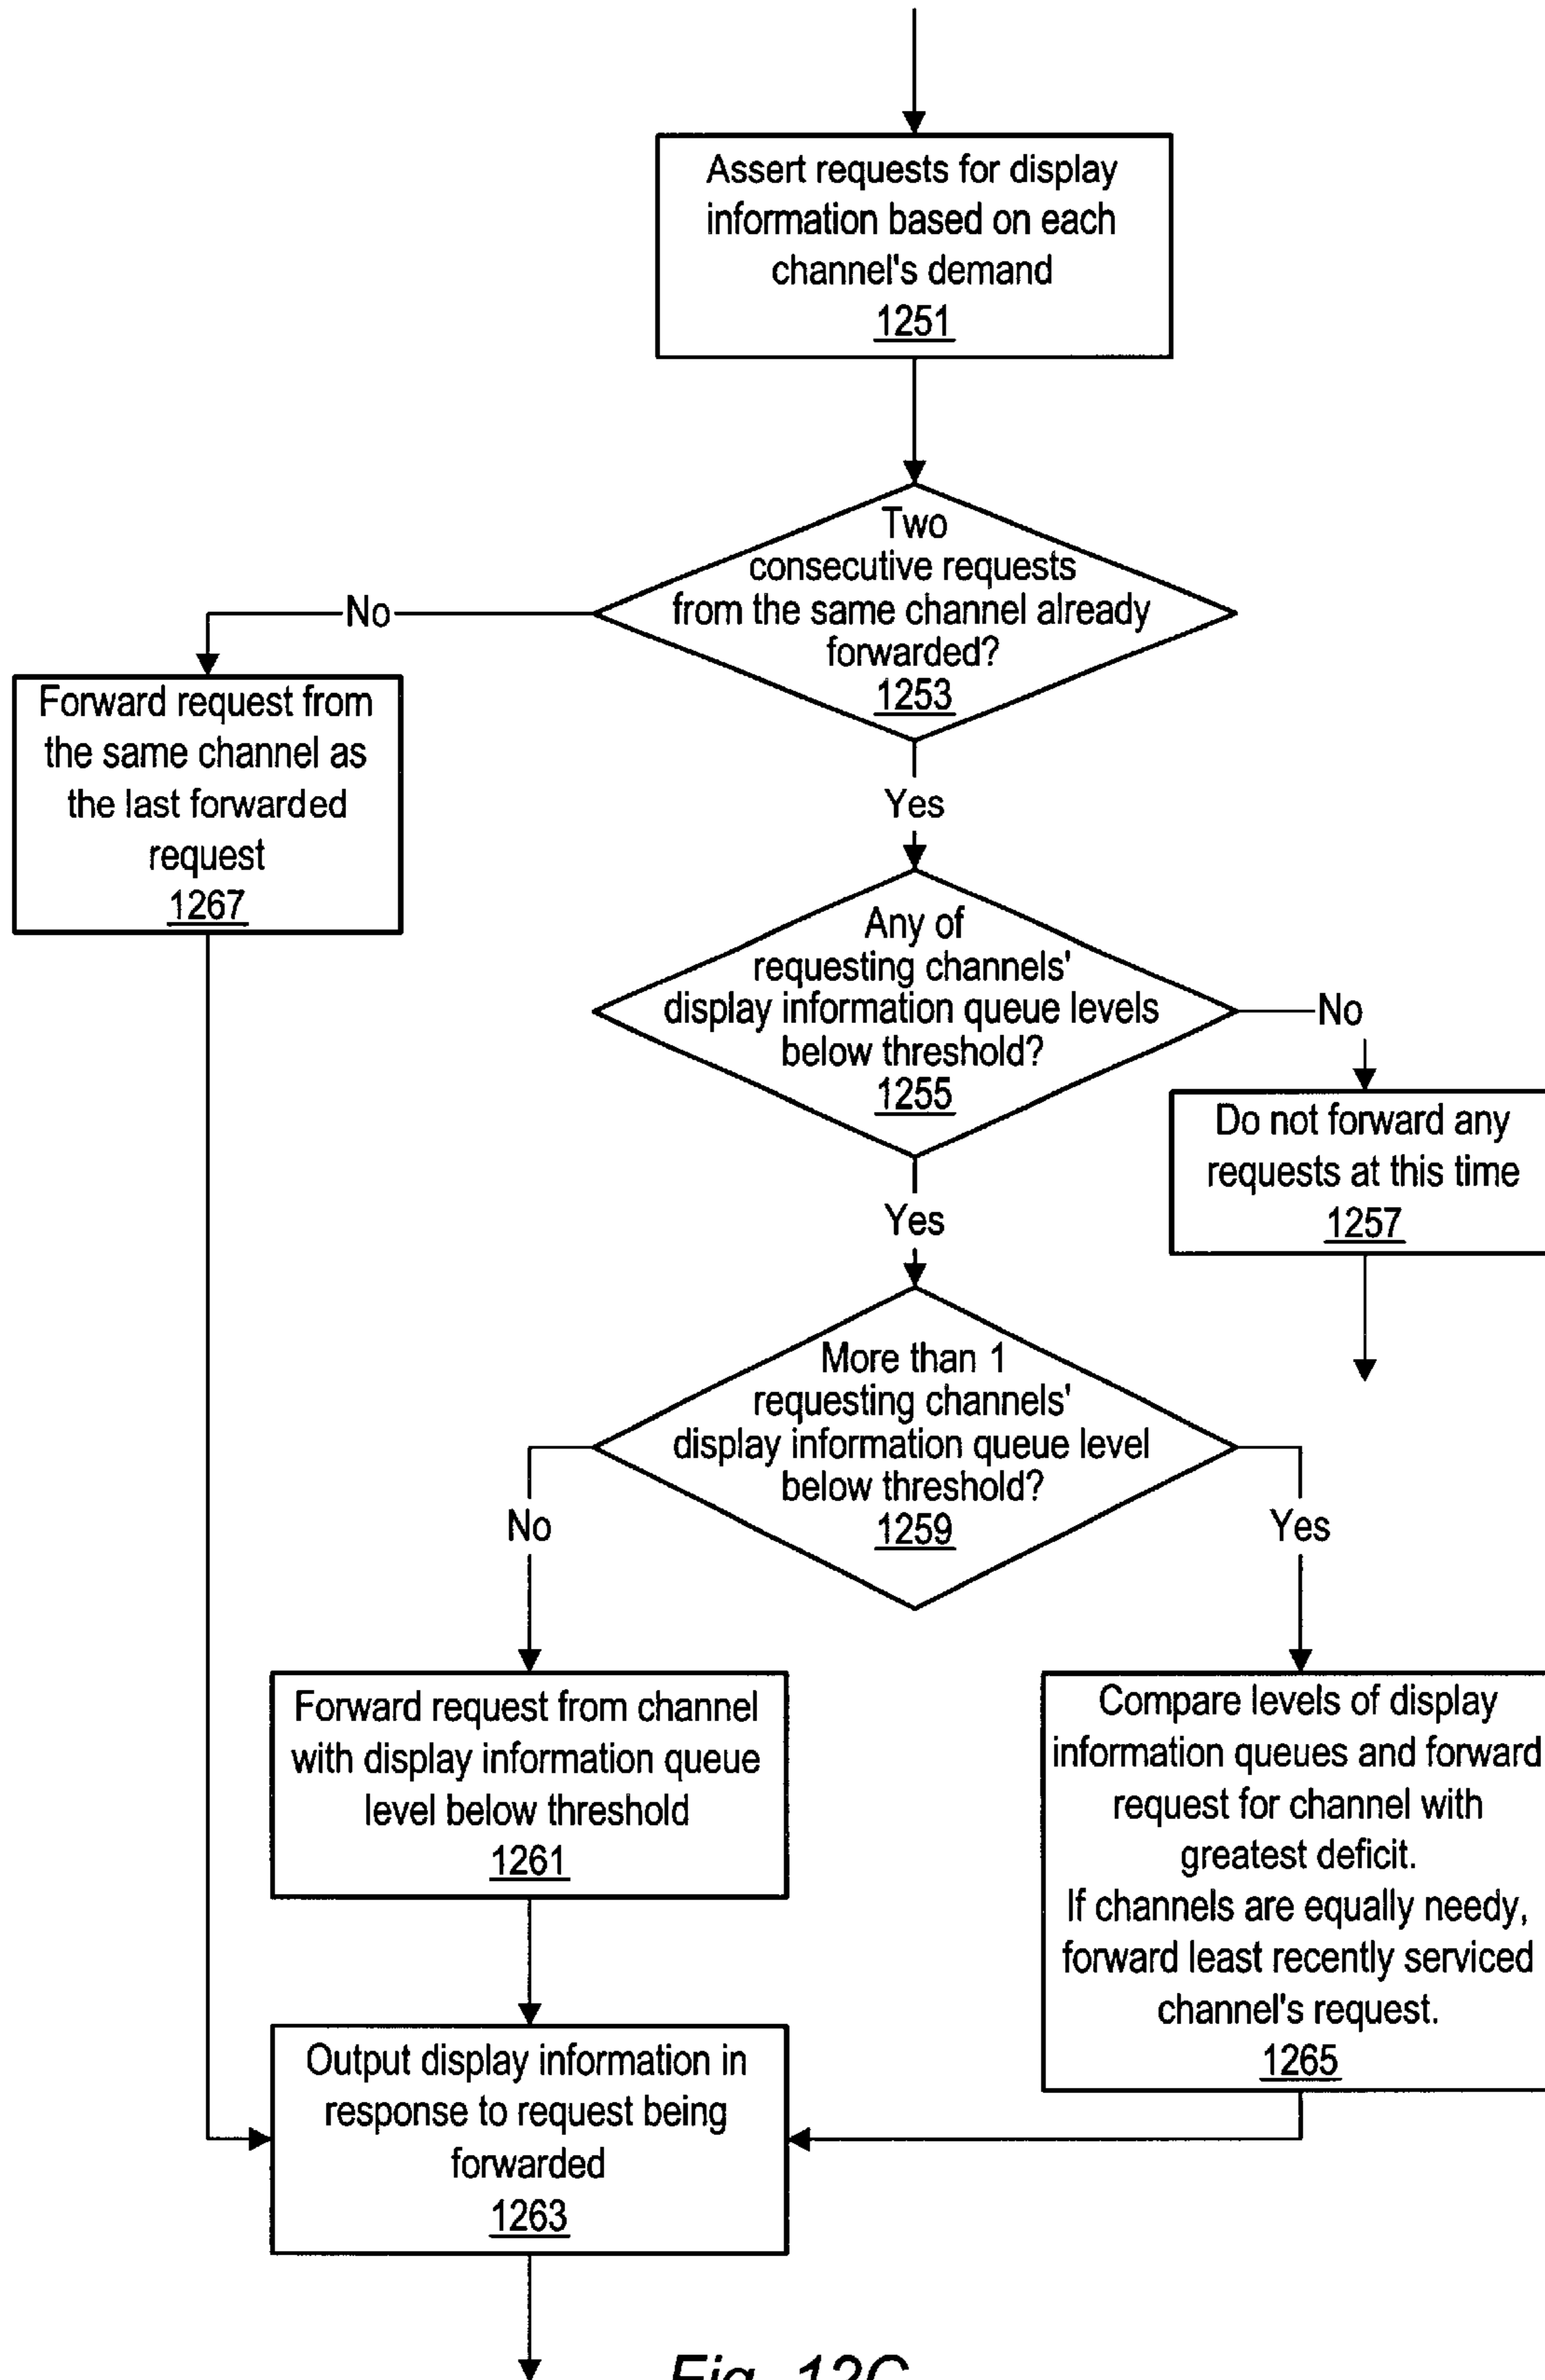 Assert requests for display
information based on each
channel's demand
1251
Two
consecutive requests
from the same channel already
forwarded?
1253
No
Forward request from
the same channel as
the last forwarded
request
1267
Yes
Any of
requesting channels'
display information queue levels
below threshold?
1255
No
Do not forward any
requests at this time
1257
Yes
More than 1
requesting channels'
display information queue level
below threshold?
1259
No
Yes
Forward request from channel
with display information queue
level below threshold
1261
Compare levels of display
information queues and forward
request for channel with
greatest deficit.
If channels are equally needy,
forward least recently serviced
channel's request.
1265
Output display information in
response to request being
forwarded
1263
Fig. 12C